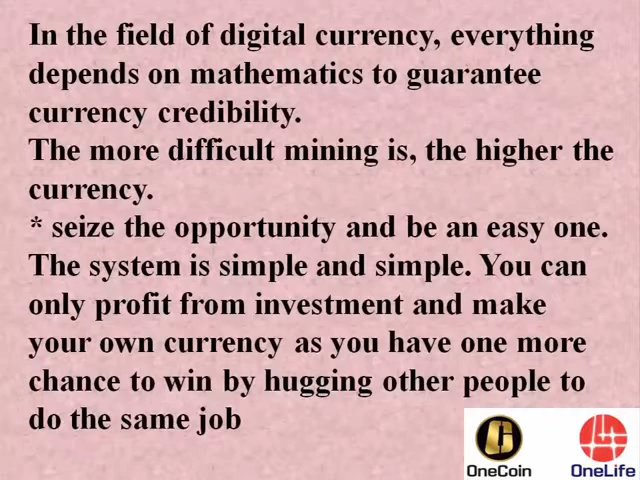 In the field of digital currency, everything
depends on mathematics to guarantee
currency credibility.
The more difficult mining is, the higher the
currency.
* seize the opportunity and be an easy one.
The system is simple and simple. You can
only profit from investment and make
your own currency as you have one more
chance to win by hugging other people to
do the same job
OneCoin
OneLife